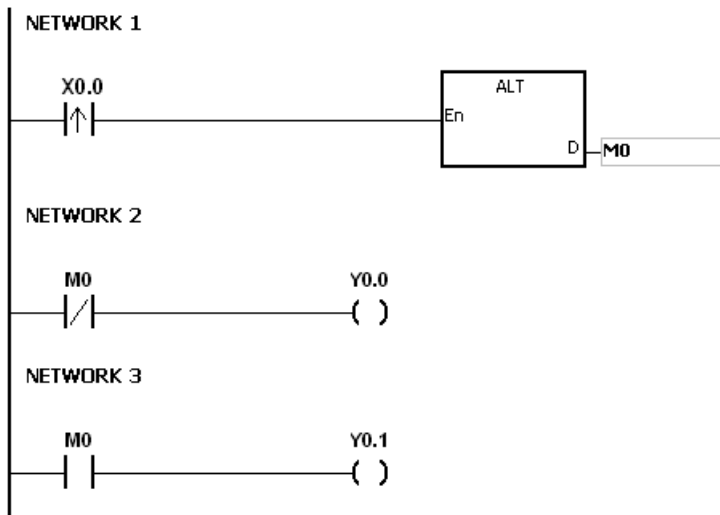 NETWORK 1
X0.0
ALT
En
D
M0
NETWORK 2
M0
Y0.0
NETWORK 3
M0
Y0.1